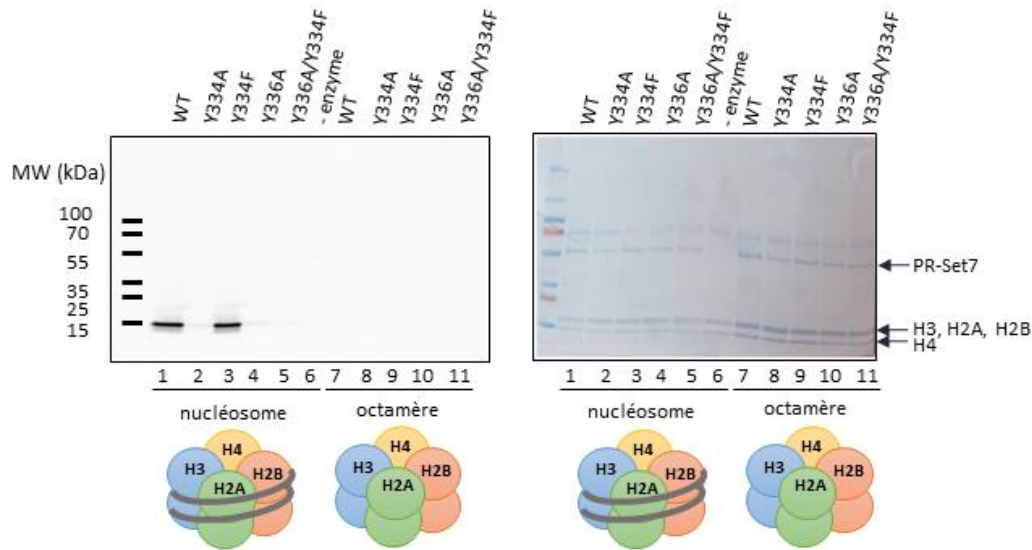 WT
Y334A
Y334F
Y336A
Y336A/Y334F
- enzyme
WT
Y334A
Y334F
Y336A
Y336A/Y334F
MW (kDa)
100
70
55
35
25
15
1 2 3 4 5 6 7 8 9 10 11
nucléosome octamère
H4
H3
H2B
H2A
H4
H3
H2B
H2A
WT
Y334A
Y334F
Y336A
Y336A/Y334F
- enzyme
WT
Y334A
Y334F
Y336A
Y336A/Y334F
PR-Set7
H3, H2A, H2B
H4
1 2 3 4 5 6 7 8 9 10 11
nucléosome octamère
H4
H3
H2B
H2A
H4
H3
H2B
H2A